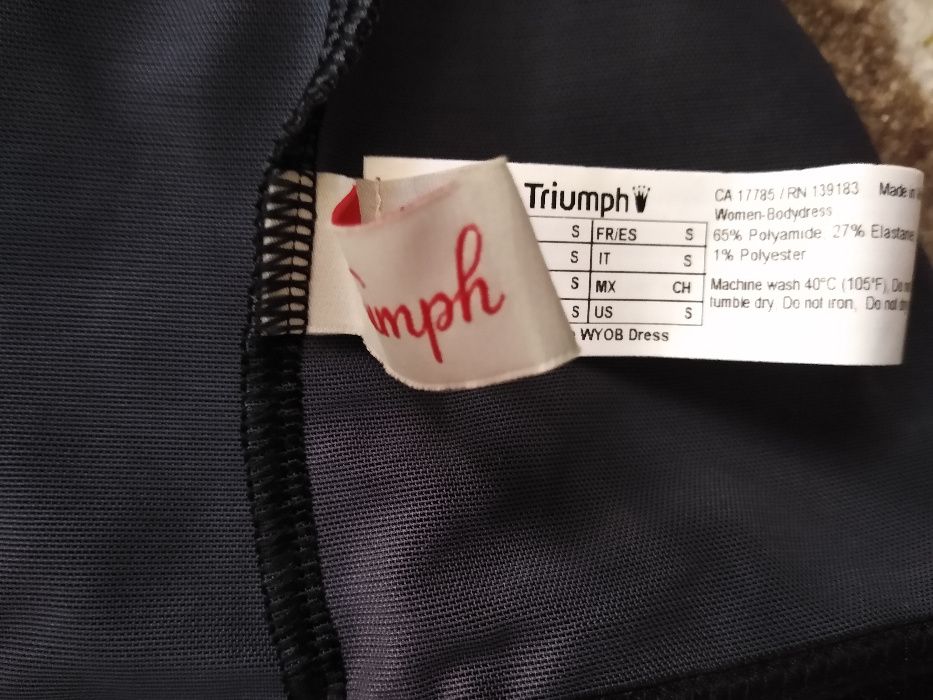 Triumph
S FR/ES S
S IT S
S MX CH
S US S
WYOB Dress
CA 17785 / RN 139183 Made in
Women-Bodydress
65% Polyamide 27% Elastane
1% Polyester
Machine wash 40°C (105°F), Do
tumble dry Do not iron, Do not
umph